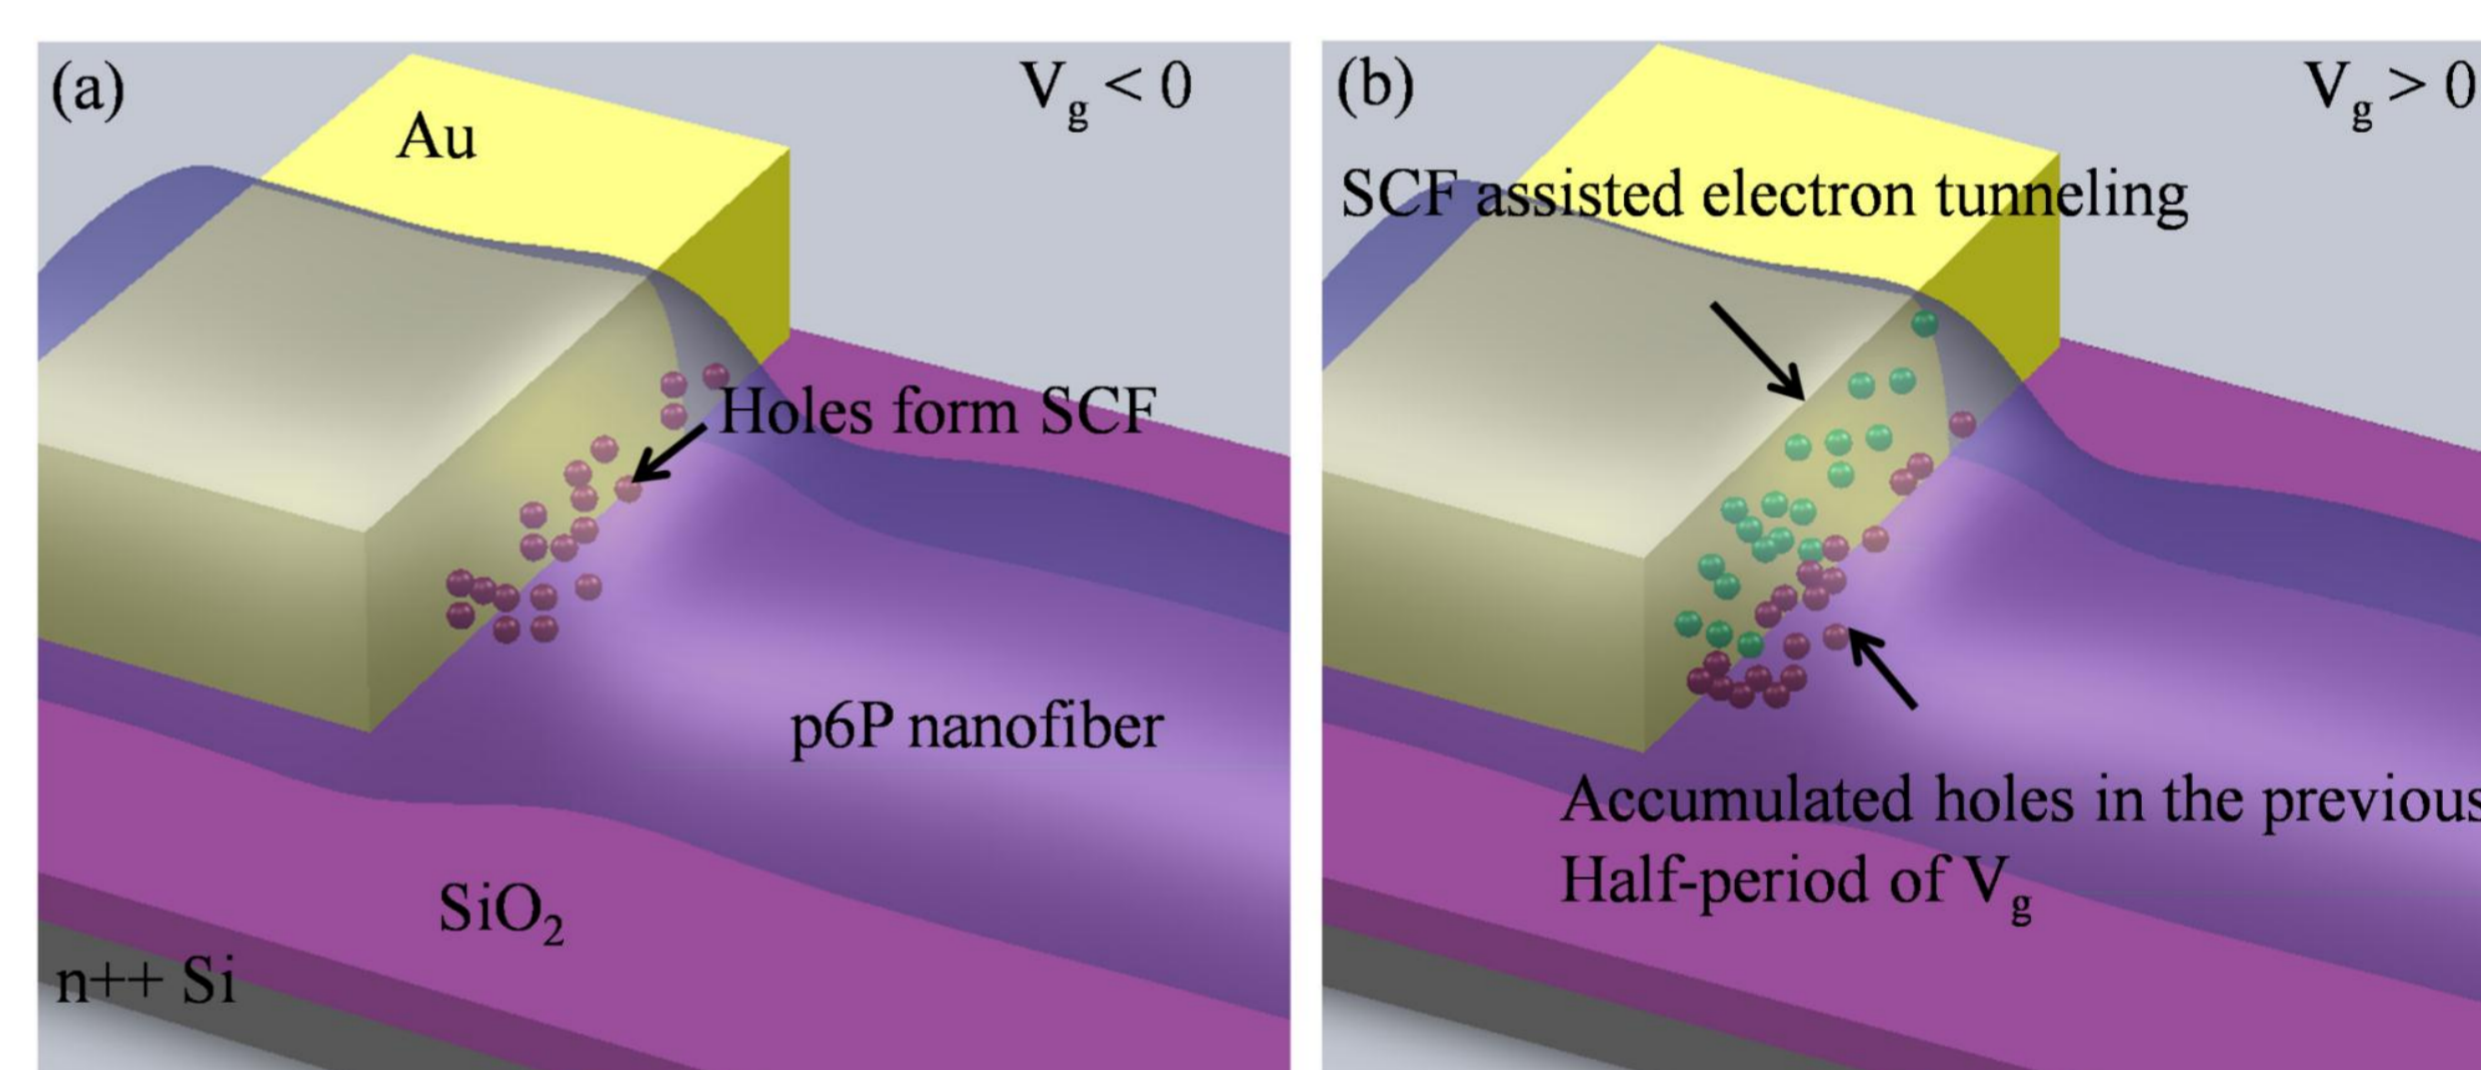 (a)
V_g < 0
Au
Holes form SCF
p6P nanofiber
SiO₂
n++ Si
(b)
V_g > 0
SCF assisted electron tunneling
Accumulated holes in the previous
Half-period of V_g